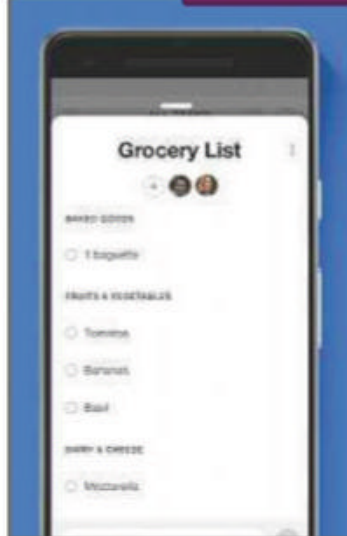 Grocery List
BAKED GOODS
1 baguette
FRUITS & VEGETABLES
Tomatoes
Bananas
Basil
DAIRY & CHEESE
Mozzarella